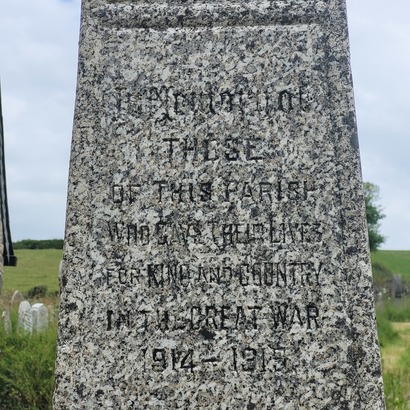 In Memory of
THOSE
OF THIS PARISH
WHO GAVE THEIR LIVES
FOR KING AND COUNTRY
IN THE GREAT WAR
1914-1919